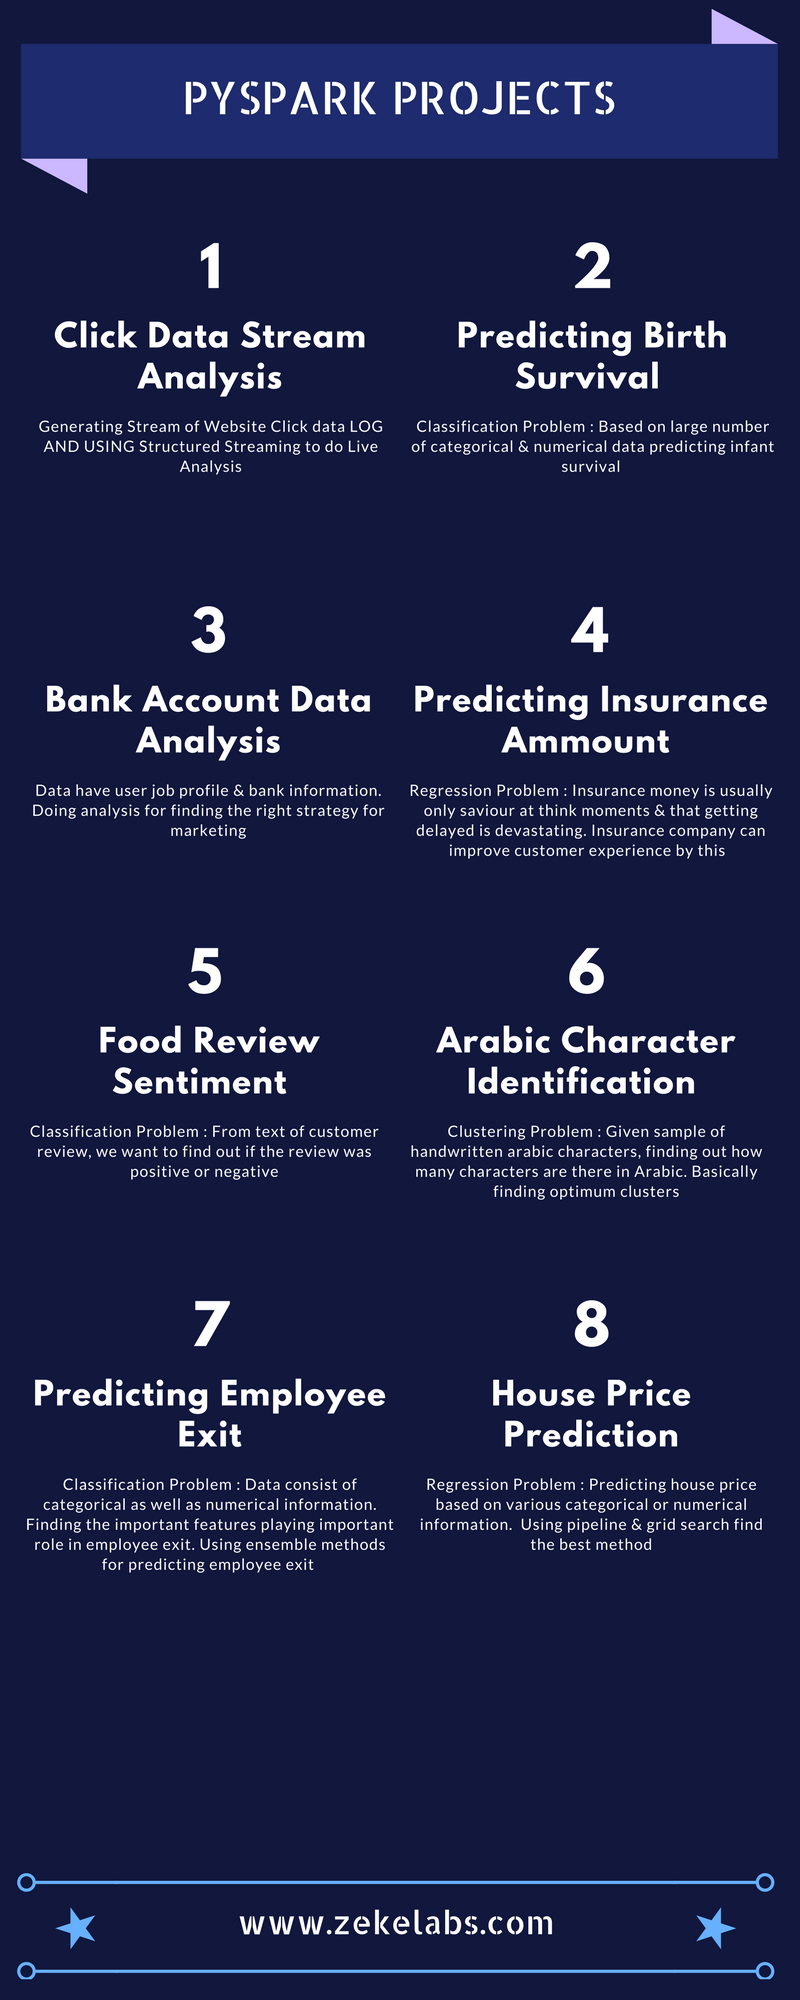 PYSPARK PROJECTS
1
Click Data Stream
Analysis
Generating Stream of Website Click data LOG
AND USING Structured Streaming to do Live
Analysis
2
Predicting Birth
Survival
Classification Problem : Based on large number
of categorical & numerical data predicting infant
survival
3
Bank Account Data
Analysis
Data have user job profile & bank information.
Doing analysis for finding the right strategy for
marketing
4
Predicting Insurance
Ammount
Regression Problem : Insurance money is usually
only saviour at think moments & that getting
delayed is devastating. Insurance company can
improve customer experience by this
5
Food Review
Sentiment
Classification Problem : From text of customer
review, we want to find out if the review was
positive or negative
6
Arabic Character
Identification
Clustering Problem : Given sample of
handwritten arabic characters, finding out how
many characters are there in Arabic. Basically
finding optimum clusters
7
Predicting Employee
Exit
Classification Problem : Data consist of
categorical as well as numerical information.
Finding the important features playing important
role in employee exit. Using ensemble methods
for predicting employee exit
8
House Price
Prediction
Regression Problem : Predicting house price
based on various categorical or numerical
information.  Using pipeline & grid search find
the best method
www.zekelabs.com